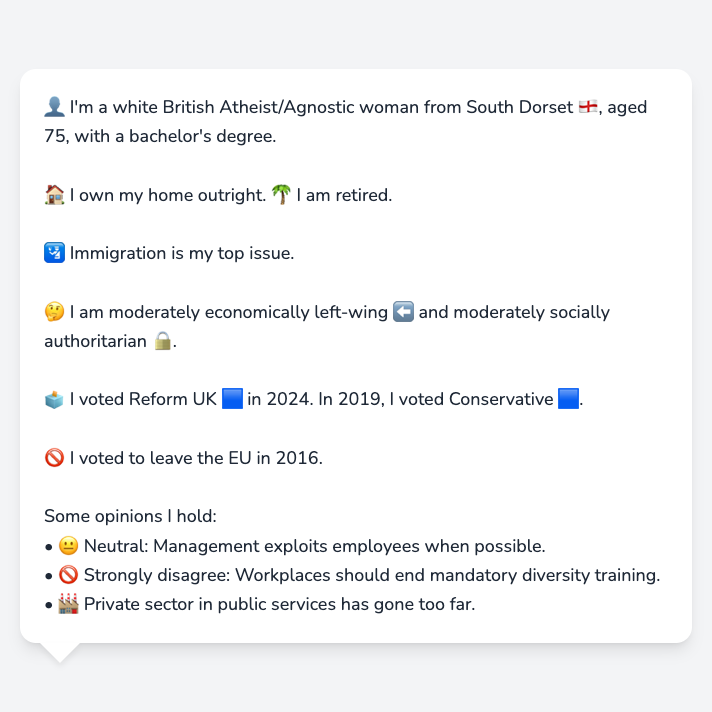 👤 I'm a white British Atheist/Agnostic woman from South Dorset 🏴󠁧󠁢󠁥󠁮󠁧󠁿, aged
75, with a bachelor's degree.
🏠 I own my home outright. 🌴 I am retired.
🛂 Immigration is my top issue.
🤔 I am moderately economically left-wing ⬅️ and moderately socially
authoritarian 🔒.
🗳️ I voted Reform UK 🟦 in 2024. In 2019, I voted Conservative 🟦.
🚫 I voted to leave the EU in 2016.
Some opinions I hold:
• 😐 Neutral: Management exploits employees when possible.
• 🚫 Strongly disagree: Workplaces should end mandatory diversity training.
• 🏭 Private sector in public services has gone too far.